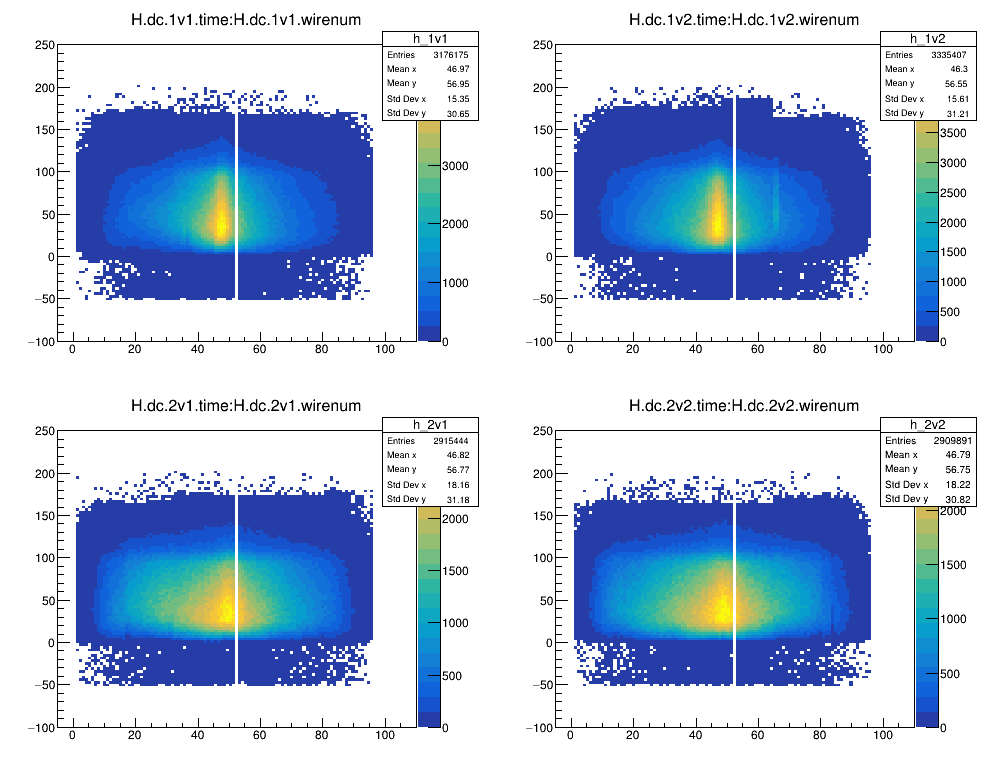 H.dc.1v1.time:H.dc.1v1.wirenum
h_1v1
Entries 3176175
Mean x 46.97
Mean y 56.95
Std Dev x 15.35
Std Dev y 30.65
250
200
150
100
50
0
−50
−100
0 20 40 60 80 100
3000
2000
1000
0
H.dc.1v2.time:H.dc.1v2.wirenum
h_1v2
Entries 3335407
Mean x 46.3
Mean y 56.55
Std Dev x 15.61
Std Dev y 31.21
250
200
150
100
50
0
−50
−100
0 20 40 60 80 100
3500
3000
2500
2000
1500
1000
500
0
H.dc.2v1.time:H.dc.2v1.wirenum
h_2v1
Entries 2915444
Mean x 46.82
Mean y 56.77
Std Dev x 18.16
Std Dev y 31.18
250
200
150
100
50
0
−50
−100
0 20 40 60 80 100
2000
1500
1000
500
0
H.dc.2v2.time:H.dc.2v2.wirenum
h_2v2
Entries 2909891
Mean x 46.79
Mean y 56.75
Std Dev x 18.22
Std Dev y 30.82
250
200
150
100
50
0
−50
−100
0 20 40 60 80 100
2000
1500
1000
500
0